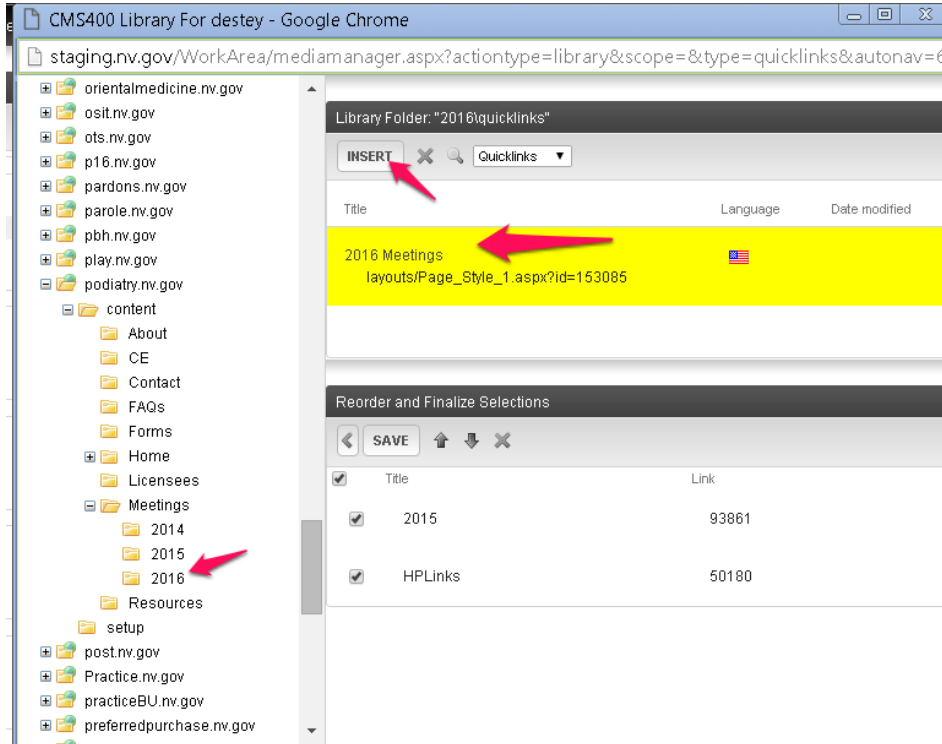 CMS400 Library For destey - Google Chrome
staging.nv.gov/WorkArea/mediamanager.aspx?actiontype=library&scope=&type=quicklinks&autonav=6
orientalmedicine.nv.gov
osit.nv.gov
ots.nv.gov
p16.nv.gov
pardons.nv.gov
parole.nv.gov
pbh.nv.gov
play.nv.gov
podiatry.nv.gov
content
About
CE
Contact
FAQs
Forms
Home
Licensees
Meetings
2014
2015
2016
Resources
setup
post.nv.gov
Practice.nv.gov
practiceBU.nv.gov
preferredpurchase.nv.gov
Library Folder: "2016\quicklinks"
INSERT Quicklinks
Title Language Date modified
2016 Meetings
layouts/Page_Style_1.aspx?id=153085
Reorder and Finalize Selections
SAVE
Title Link
2015 93861
HPLinks 50180